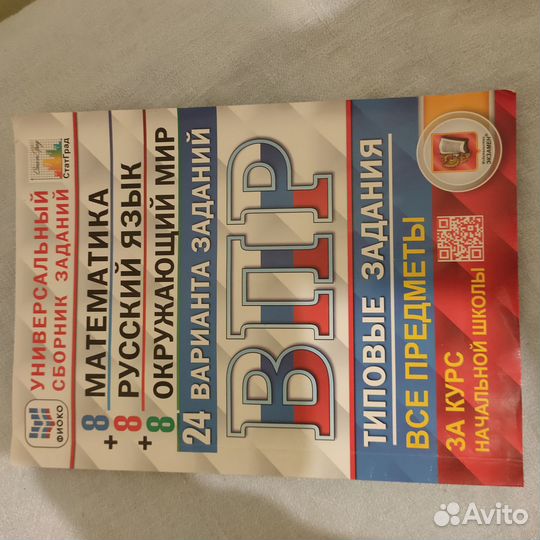 УНИВЕРСАЛЬНЫЙ
СБОРНИК ЗАДАНИЙ
СтатГрад
ФИОКО
8 МАТЕМАТИКА
+ 8 РУССКИЙ ЯЗЫК
+ 8 ОКРУЖАЮЩИЙ МИР
24 ВАРИАНТА ЗАДАНИЙ
ВПР
ТИПОВЫЕ ЗАДАНИЯ
ВСЕ ПРЕДМЕТЫ
ЗА КУРС
НАЧАЛЬНОЙ ШКОЛЫ
ЭКЗАМЕН
Avito